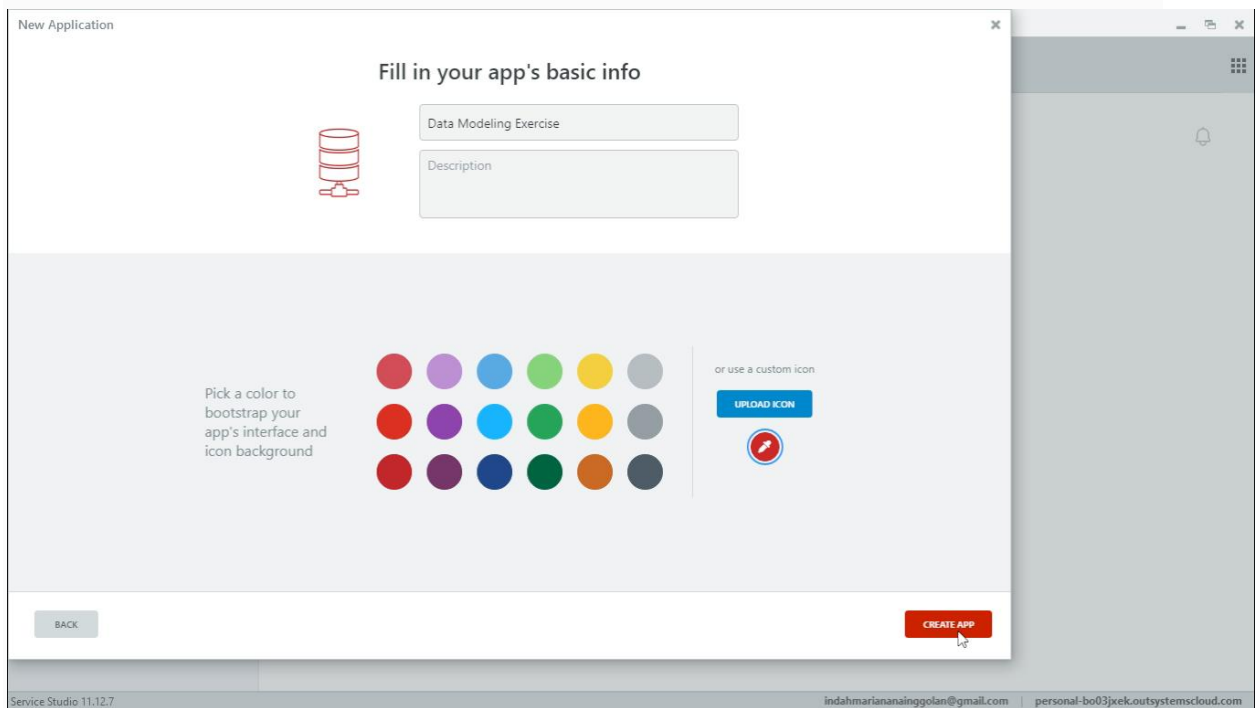 New Application
Fill in your app's basic info
Data Modeling Exercise
Description
Pick a color to
bootstrap your
app's interface and
icon background
or use a custom icon
UPLOAD ICON
BACK
CREATE APP
Service Studio 11.12.7
indahmariananainggolan@gmail.com
personal-bo03jxek.outsystemscloud.com